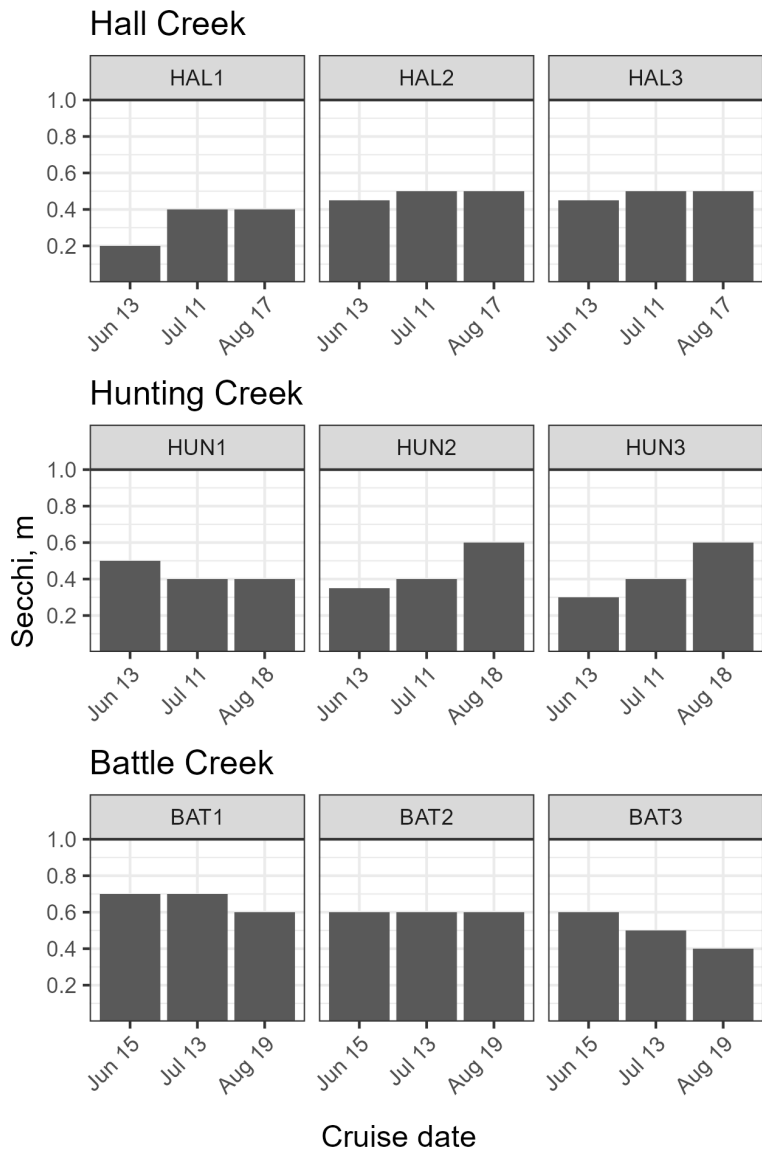 Hall Creek
HAL1 HAL2 HAL3
1.0
0.8
0.6
0.4
0.2
Jun 13 Jul 11 Aug 17 Jun 13 Jul 11 Aug 17 Jun 13 Jul 11 Aug 17
Hunting Creek
HUN1 HUN2 HUN3
1.0
0.8
0.6
0.4
0.2
Secchi, m
Jun 13 Jul 11 Aug 18 Jun 13 Jul 11 Aug 18 Jun 13 Jul 11 Aug 18
Battle Creek
BAT1 BAT2 BAT3
1.0
0.8
0.6
0.4
0.2
Jun 15 Jul 13 Aug 19 Jun 15 Jul 13 Aug 19 Jun 15 Jul 13 Aug 19
Cruise date